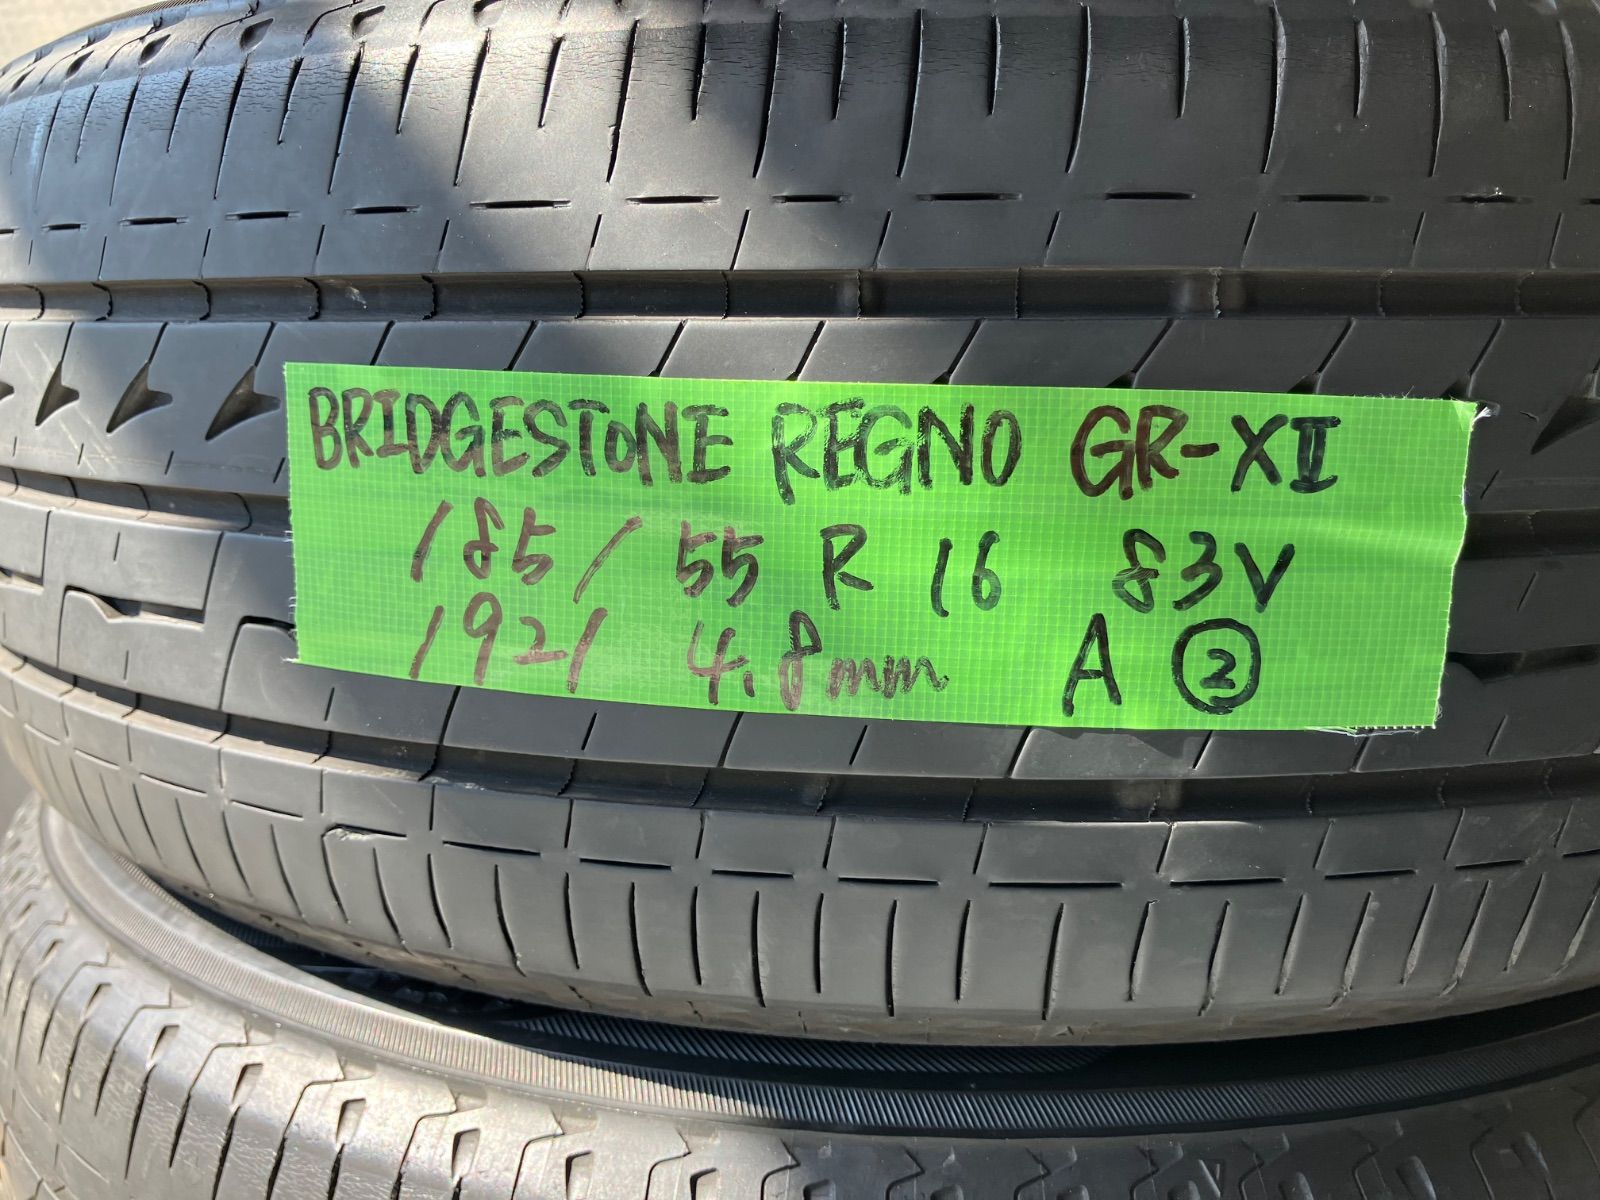 BRIDGESTONE REGNO GR-XII
185/55 R 16 83V
1921 4.8mm A ②